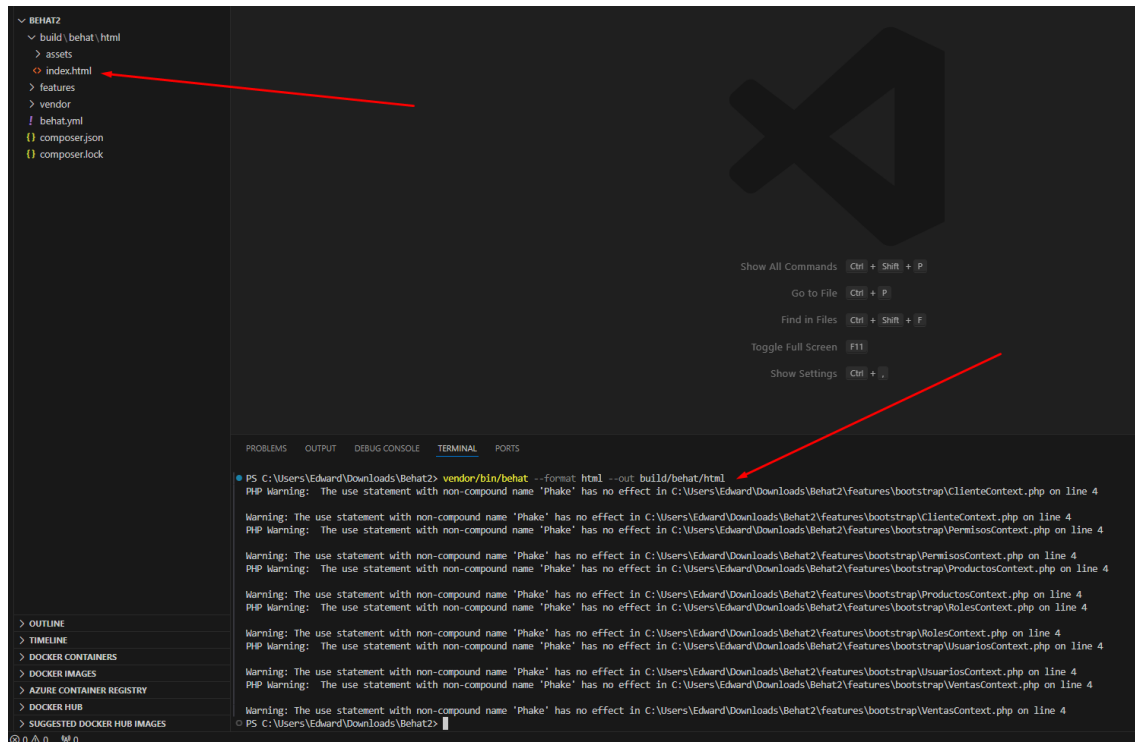 BEHAT2
build \ behat \ html
assets
<> index.html
features
vendor
! behat.yml
{} composer.json
{} composer.lock
Show All Commands Ctrl + Shift + P
Go to File Ctrl + P
Find in Files Ctrl + Shift + F
Toggle Full Screen F11
Show Settings Ctrl + ,
PROBLEMS OUTPUT DEBUG CONSOLE TERMINAL PORTS
PS C:\Users\Edward\Downloads\Behat2> vendor/bin/behat --format html --out build/behat/html
PHP Warning:  The use statement with non-compound name 'Phake' has no effect in C:\Users\Edward\Downloads\Behat2\features\bootstrap\ClienteContext.php on line 4
Warning: The use statement with non-compound name 'Phake' has no effect in C:\Users\Edward\Downloads\Behat2\features\bootstrap\ClienteContext.php on line 4
PHP Warning:  The use statement with non-compound name 'Phake' has no effect in C:\Users\Edward\Downloads\Behat2\features\bootstrap\PermisosContext.php on line 4
Warning: The use statement with non-compound name 'Phake' has no effect in C:\Users\Edward\Downloads\Behat2\features\bootstrap\PermisosContext.php on line 4
PHP Warning:  The use statement with non-compound name 'Phake' has no effect in C:\Users\Edward\Downloads\Behat2\features\bootstrap\ProductosContext.php on line 4
Warning: The use statement with non-compound name 'Phake' has no effect in C:\Users\Edward\Downloads\Behat2\features\bootstrap\ProductosContext.php on line 4
PHP Warning:  The use statement with non-compound name 'Phake' has no effect in C:\Users\Edward\Downloads\Behat2\features\bootstrap\RolesContext.php on line 4
Warning: The use statement with non-compound name 'Phake' has no effect in C:\Users\Edward\Downloads\Behat2\features\bootstrap\RolesContext.php on line 4
PHP Warning:  The use statement with non-compound name 'Phake' has no effect in C:\Users\Edward\Downloads\Behat2\features\bootstrap\UsuariosContext.php on line 4
Warning: The use statement with non-compound name 'Phake' has no effect in C:\Users\Edward\Downloads\Behat2\features\bootstrap\UsuariosContext.php on line 4
PHP Warning:  The use statement with non-compound name 'Phake' has no effect in C:\Users\Edward\Downloads\Behat2\features\bootstrap\VentasContext.php on line 4
Warning: The use statement with non-compound name 'Phake' has no effect in C:\Users\Edward\Downloads\Behat2\features\bootstrap\VentasContext.php on line 4
PS C:\Users\Edward\Downloads\Behat2>
OUTLINE
TIMELINE
DOCKER CONTAINERS
DOCKER IMAGES
AZURE CONTAINER REGISTRY
DOCKER HUB
SUGGESTED DOCKER HUB IMAGES
0 0 0